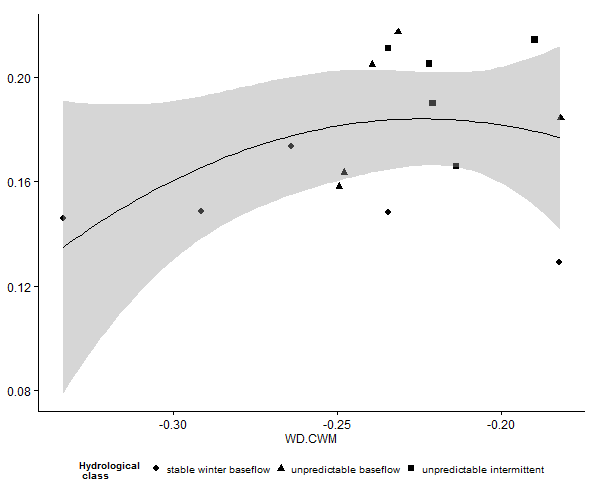 0.20
0.16
0.12
0.08
-0.30 -0.25 -0.20
WD.CWM
Hydrological class stable winter baseflow unpredictable baseflow unpredictable intermittent